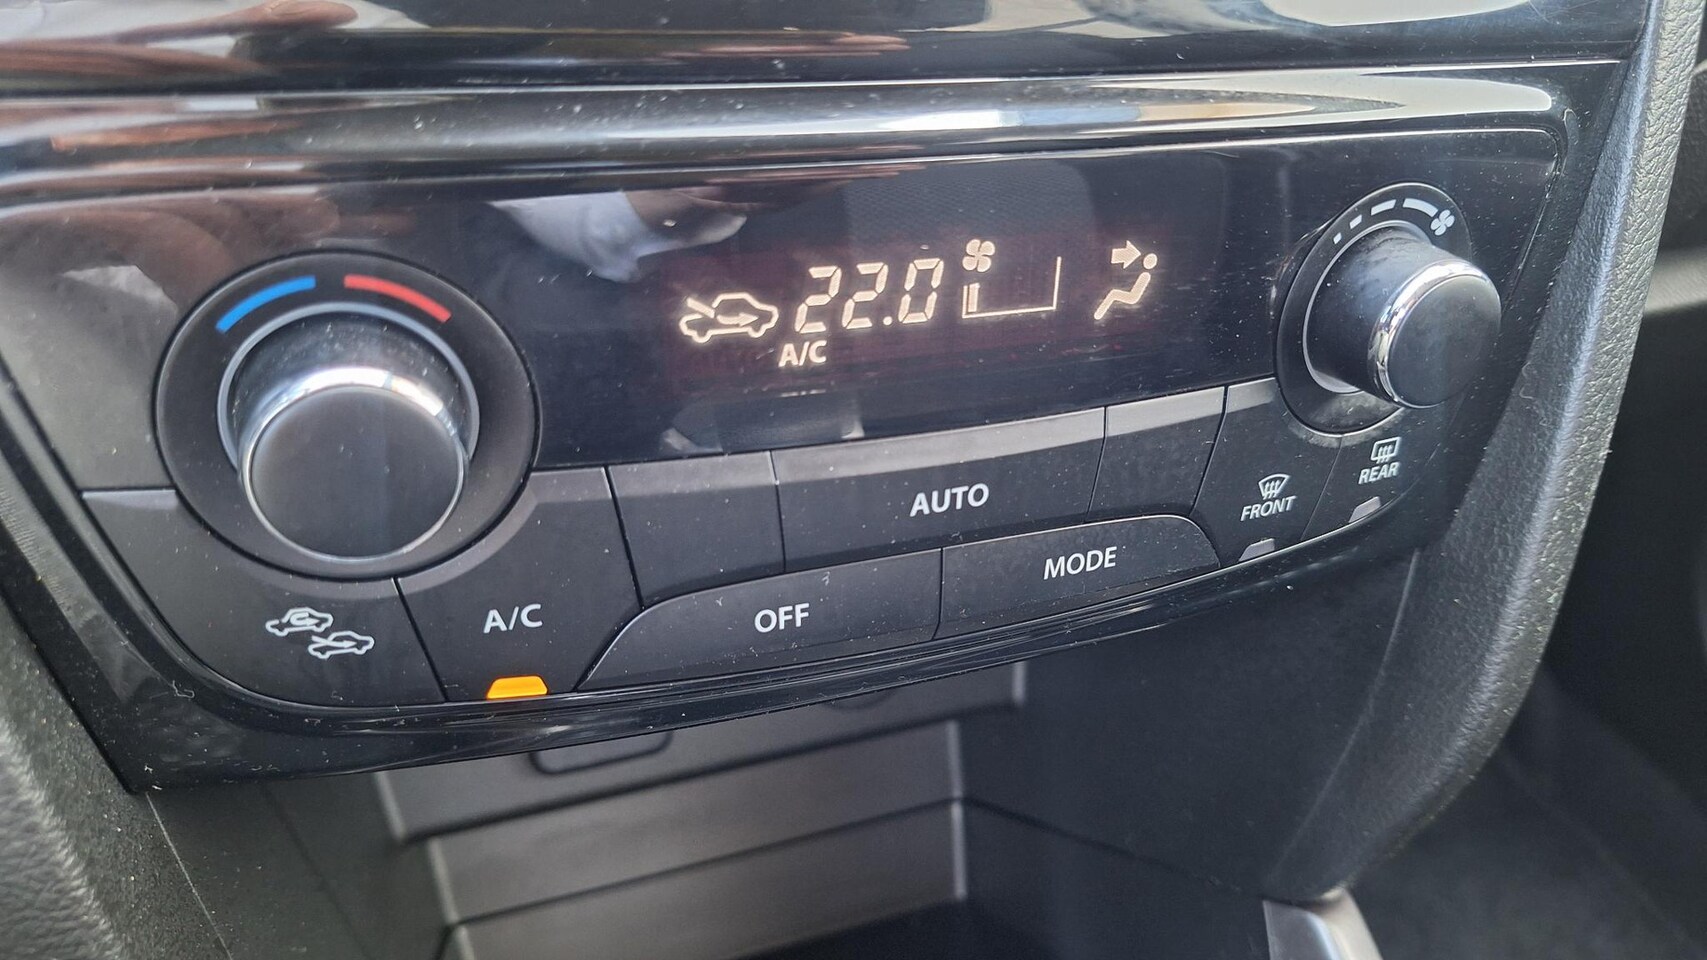 22.0
A/C
AUTO
FRONT
REAR
A/C
OFF
MODE